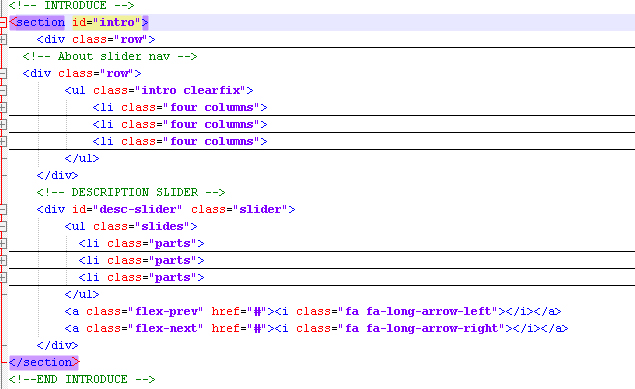 <!-- INTRODUCE -->
<section id="intro">
<div class="row">
<!-- About slider nav -->
<div class="row">
<ul class="intro clearfix">
<li class="four columns">
<li class="four columns">
<li class="four columns">
</ul>
</div>
<!-- DESCRIPTION SLIDER -->
<div id="desc-slider" class="slider">
<ul class="slides">
<li class="parts">
<li class="parts">
<li class="parts">
</ul>
<a class="flex-prev" href="#"><i class="fa fa-long-arrow-left"></i></a>
<a class="flex-next" href="#"><i class="fa fa-long-arrow-right"></i></a>
</div>
</section>
<!--END INTRODUCE -->